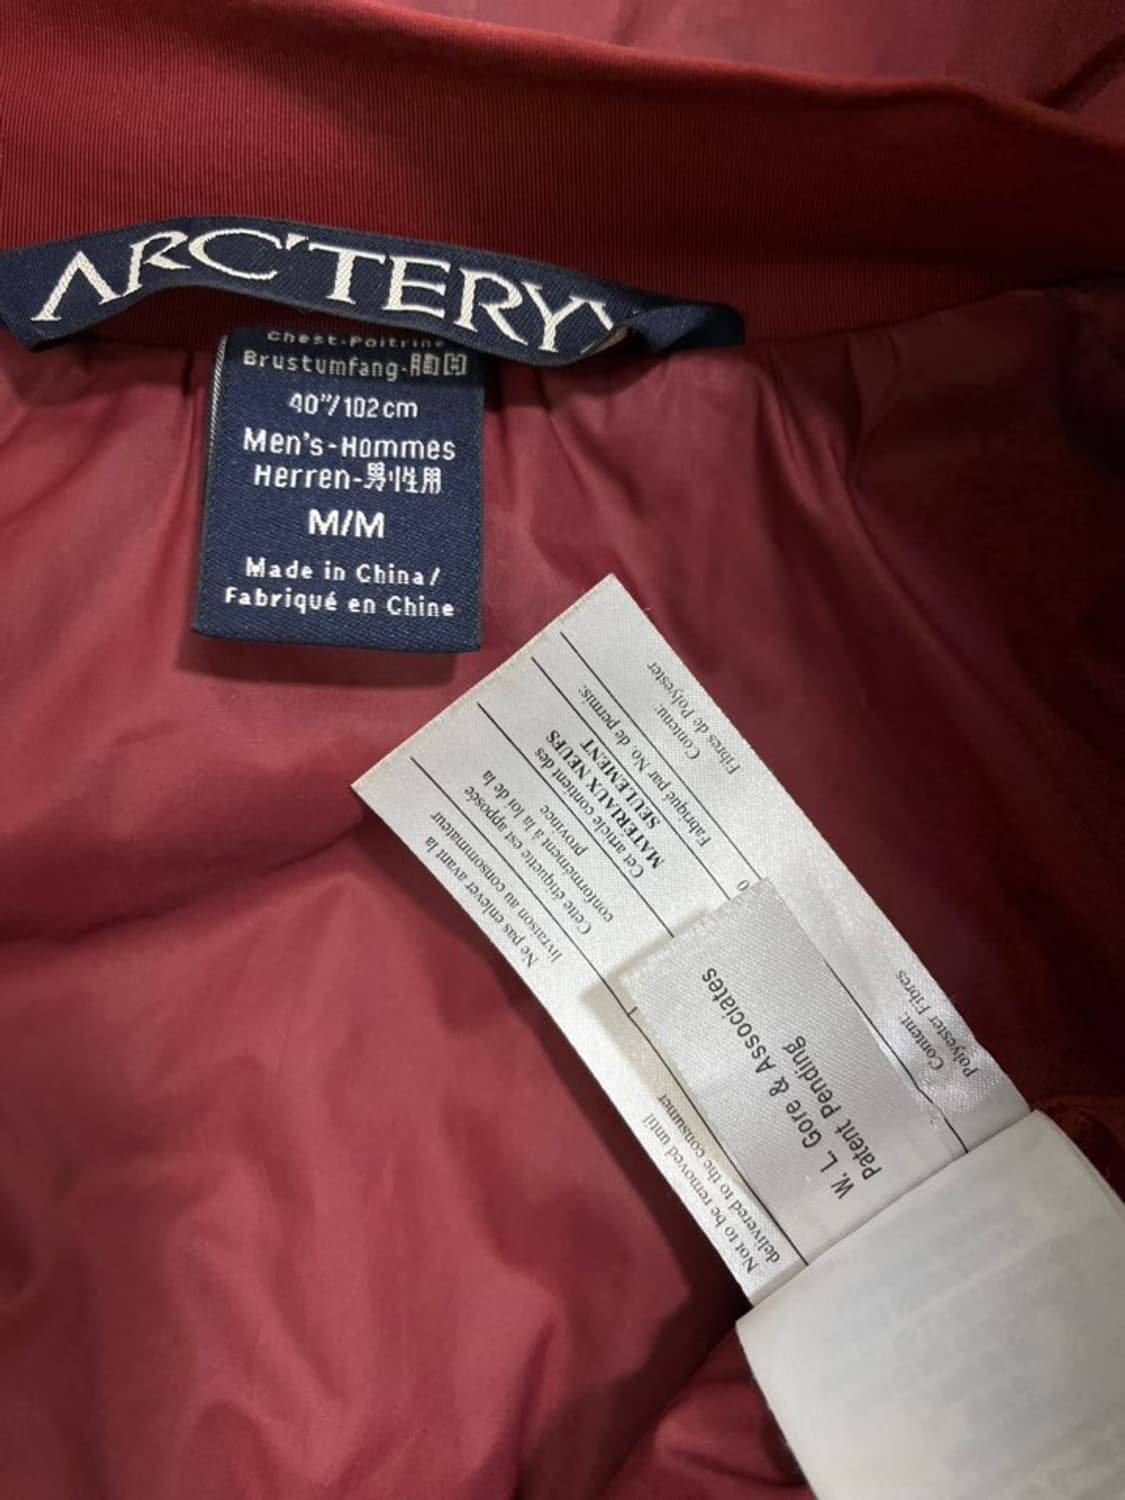 ARC'TERY
Chest-Poitrine
Brustumfang-胸囲
40"/102cm
Men's-Hommes
Herren-男性用
M/M
Made in China/
Fabriqué en Chine
Fibres de Polyester
Contenu:
Fabriqué par No. de permis:
SEULEMENT
MATERIAUX NEUFS
Cet article contient des
province
conformément à la loi de la
Cette étiquette est apposée
livraison au consommateur
Ne pas enlever avant la
Content:
Polyester Fibres
W. L. Gore & Associates
Patent Pending
Not to be removed until
delivered to the consumer